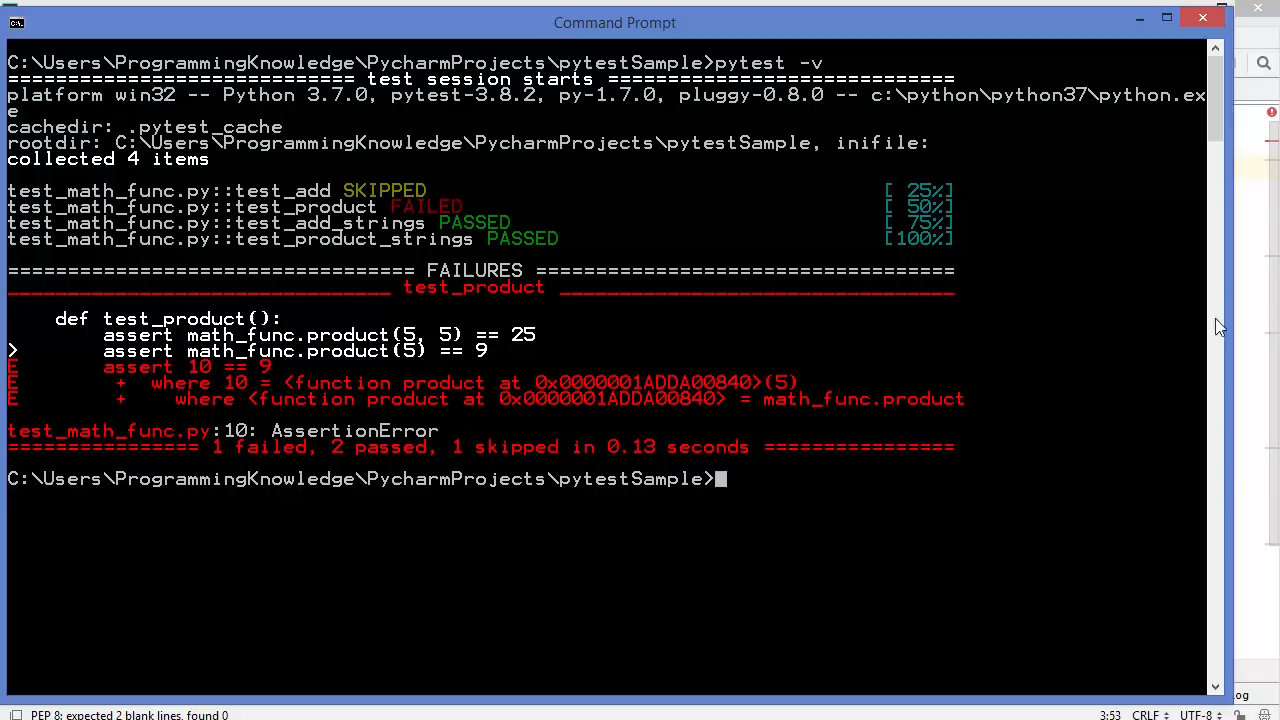 Command Prompt
C:\Users\ProgrammingKnowledge\PycharmProjects\pytestSample>pytest -v
============================= test session starts =============================
platform win32 -- Python 3.7.0, pytest-3.8.2, py-1.7.0, pluggy-0.8.0 -- c:\python\python37\python.ex
e
cachedir: .pytest_cache
rootdir: C:\Users\ProgrammingKnowledge\PycharmProjects\pytestSample, inifile:
collected 4 items
test_math_func.py::test_add SKIPPED [ 25%]
test_math_func.py::test_product FAILED [ 50%]
test_math_func.py::test_add_strings PASSED [ 75%]
test_math_func.py::test_product_strings PASSED [100%]
================================== FAILURES ===================================
________________________________ test_product _________________________________
def test_product():
assert math_func.product(5, 5) == 25
> assert math_func.product(5) == 9
E assert 10 == 9
E + where 10 = <function product at 0x0000001ADDA00840>(5)
E + where <function product at 0x0000001ADDA00840> = math_func.product
test_math_func.py:10: AssertionError
================ 1 failed, 2 passed, 1 skipped in 0.13 seconds ================
C:\Users\ProgrammingKnowledge\PycharmProjects\pytestSample>
og
PEP 8: expected 2 blank lines, found 0 3:53 CRLF UTF-8